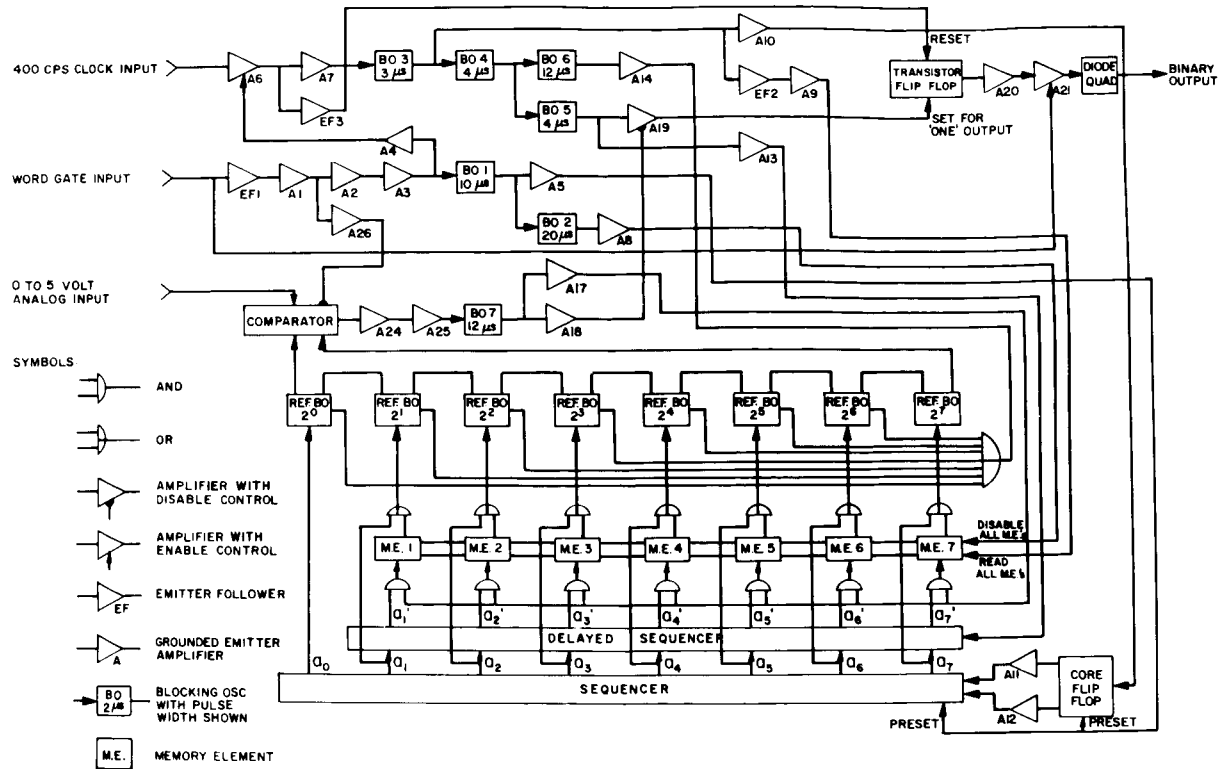 400 CPS CLOCK INPUT
A6
A7
BO 3
3 μs
BO 4
4 μs
BO 6
12 μs
A14
A10
RESET
EF3
EF2
A9
TRANSISTOR
FLIP FLOP
A20
A21
DIODE
QUAD
BINARY
OUTPUT
BO 5
4 μs
A19
SET FOR
'ONE' OUTPUT
A4
A13
WORD GATE INPUT
EF1
A1
A2
A3
BO 1
10 μs
A5
A26
BO 2
20 μs
A8
0 TO 5 VOLT
ANALOG INPUT
COMPARATOR
A24
A25
BO 7
12 μs
A17
A18
SYMBOLS
AND
OR
AMPLIFIER WITH
DISABLE CONTROL
AMPLIFIER WITH
ENABLE CONTROL
EF
EMITTER FOLLOWER
A
GROUNDED EMITTER
AMPLIFIER
BO
2 μs
BLOCKING OSC
WITH PULSE
WIDTH SHOWN
M.E.
MEMORY ELEMENT
REF. BO
2⁰
REF. BO
2¹
REF. BO
2²
REF. BO
2³
REF. BO
2⁴
REF. BO
2⁵
REF. BO
2⁶
REF. BO
2⁷
M.E. 1
M.E. 2
M.E. 3
M.E. 4
M.E. 5
M.E. 6
M.E. 7
DISABLE
ALL M.E.'s
READ
ALL M.E.'s
a₁' a₂' a₃' a₄' a₅' a₆' a₇'
DELAYED SEQUENCER
a₀ a₁ a₂ a₃ a₄ a₅ a₆ a₇
SEQUENCER
A11
A12
CORE
FLIP
FLOP
PRESET
PRESET